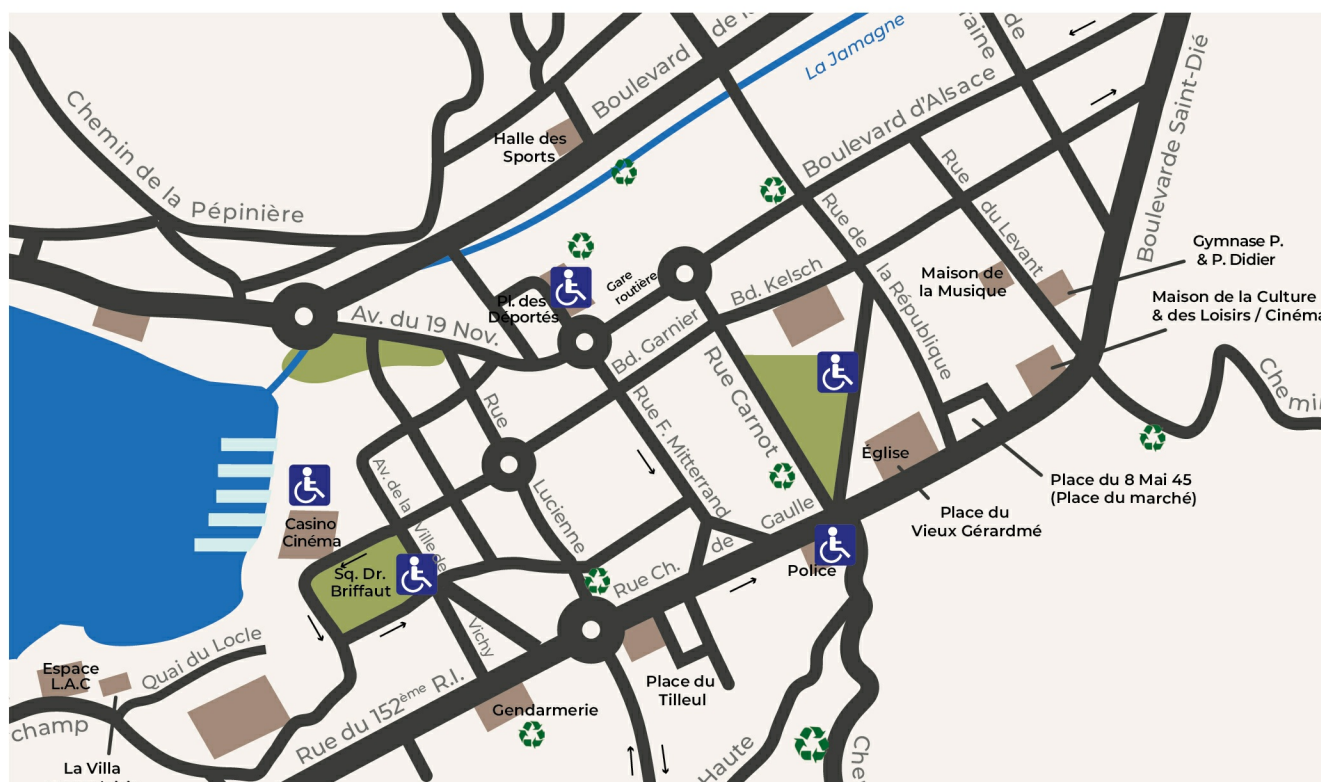 Chemin de la
Pépinière
Halle des
Sports
Boulevard de la
La Jamagne
Boulevard d'Alsace
de
Boulevarde Saint-Dié
Rue
du Levant
Gymnase P.
& P. Didier
Maison de la Culture
& des Loisirs / Cinéma
Maison de
la Musique
Rue de
la République
Bd. Kelsch
Gare
routière
Pl. des
Déportés
Av. du 19 Nov.
Bd. Garnier
Rue Carnot
Rue F. Mitterrand
Rue
Lucienne
Av. de la Ville de
Vichy
Casino
Cinéma
Sq. Dr.
Briffaut
Église
Place du 8 Mai 45
(Place du marché)
Place du
Vieux Gérardmé
Rue Ch. de Gaulle
Police
Quai du Locle
Espace
L.A.C
champ
La Villa
Rue du 152ème R.I.
Gendarmerie
Place du
Tilleul
Haute